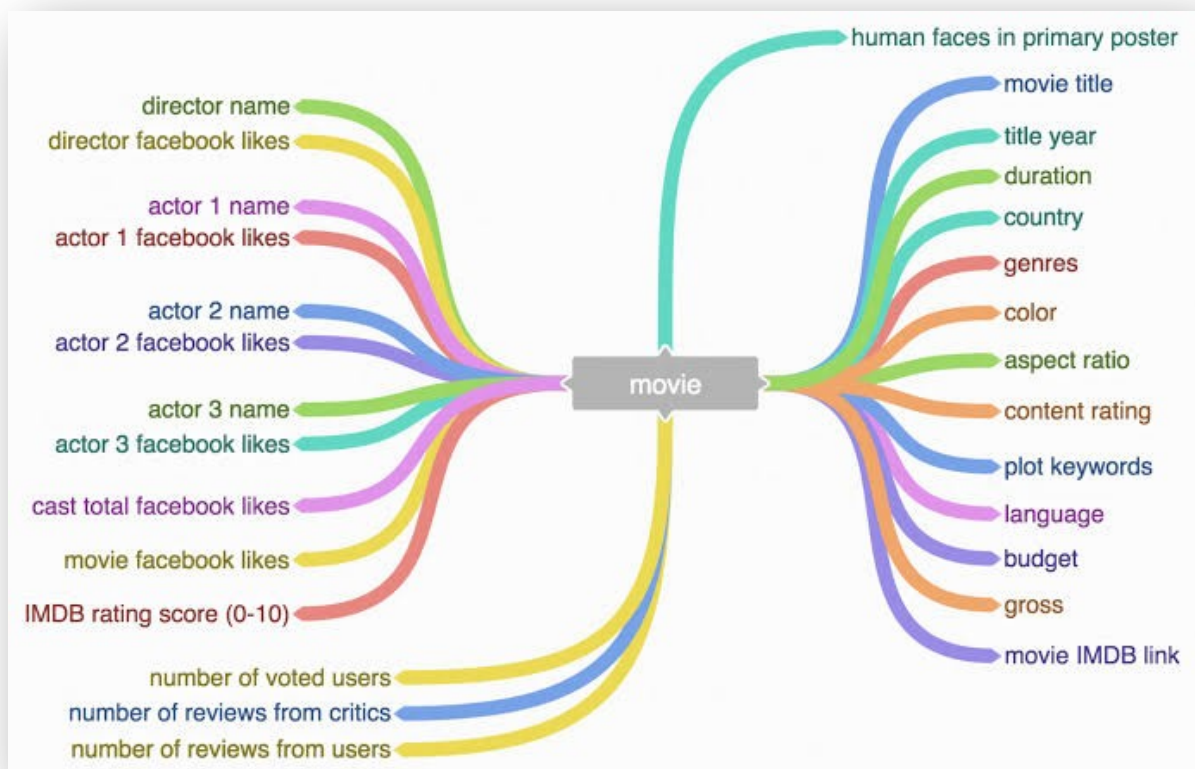 human faces in primary poster
director name
director facebook likes
actor 1 name
actor 1 facebook likes
actor 2 name
actor 2 facebook likes
actor 3 name
actor 3 facebook likes
cast total facebook likes
movie facebook likes
IMDB rating score (0-10)
number of voted users
number of reviews from critics
number of reviews from users
movie
movie title
title year
duration
country
genres
color
aspect ratio
content rating
plot keywords
language
budget
gross
movie IMDB link